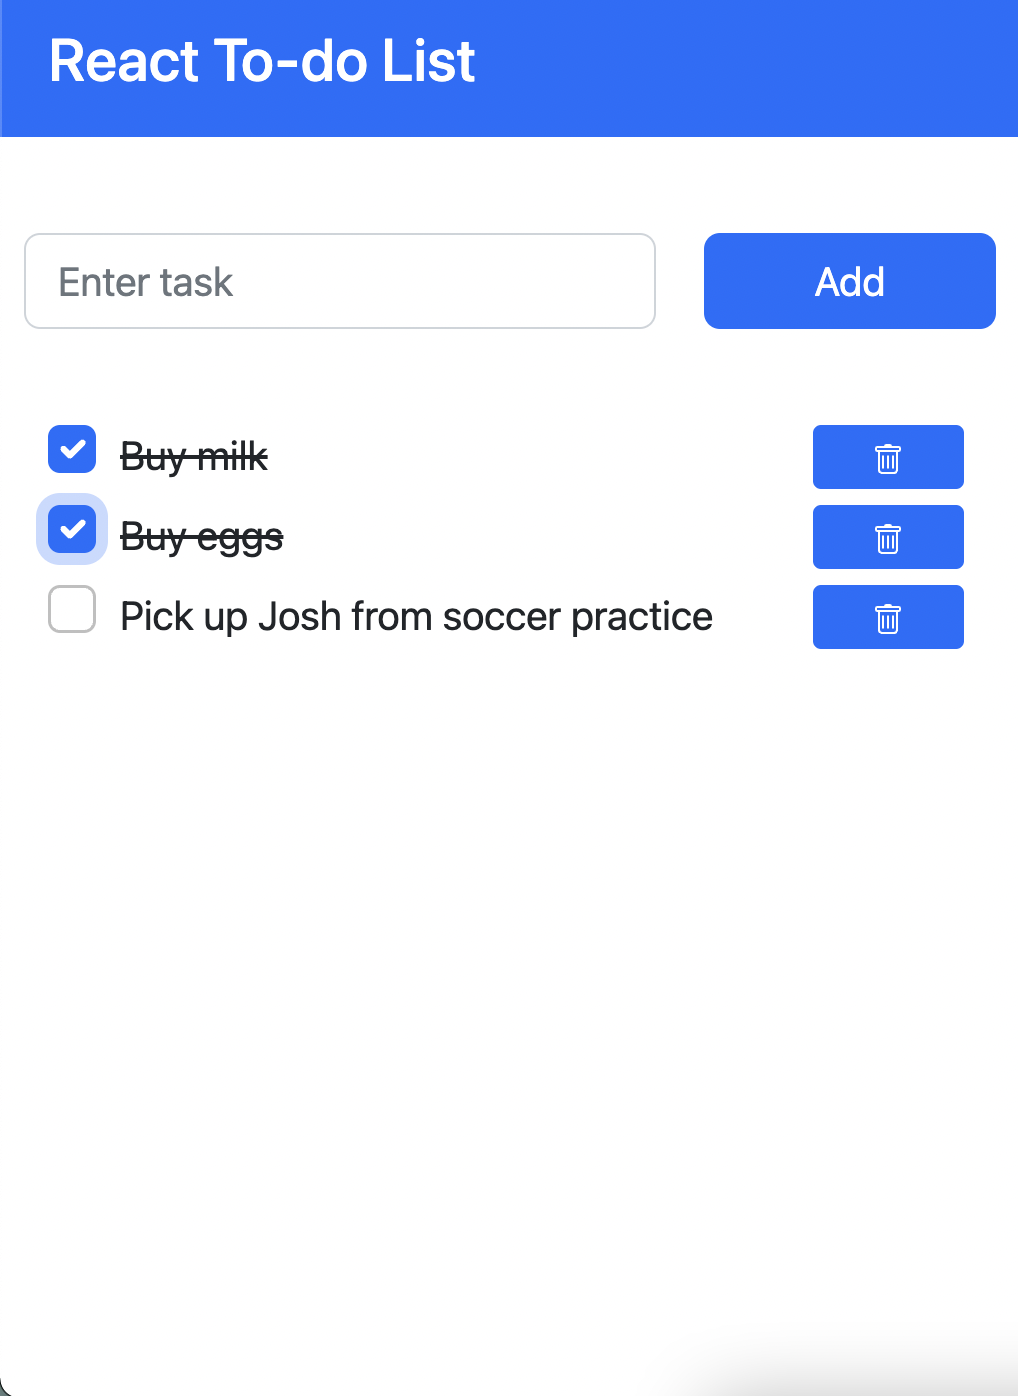 React To-do List
Enter task
Add
Buy milk
Buy eggs
Pick up Josh from soccer practice